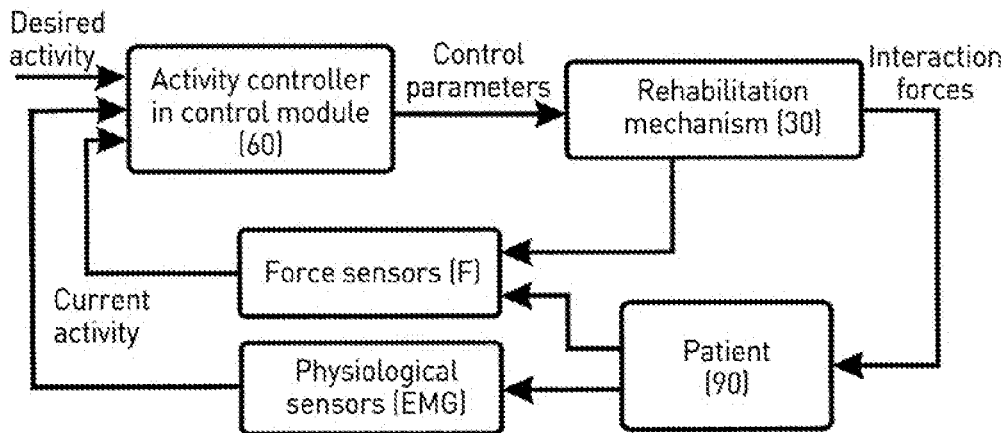 Desired
activity
Activity controller
in control module
(60)
Control
parameters
Rehabilitation
mechanism (30)
Interaction
forces
Force sensors (F)
Current
activity
Physiological
sensors (EMG)
Patient
(90)